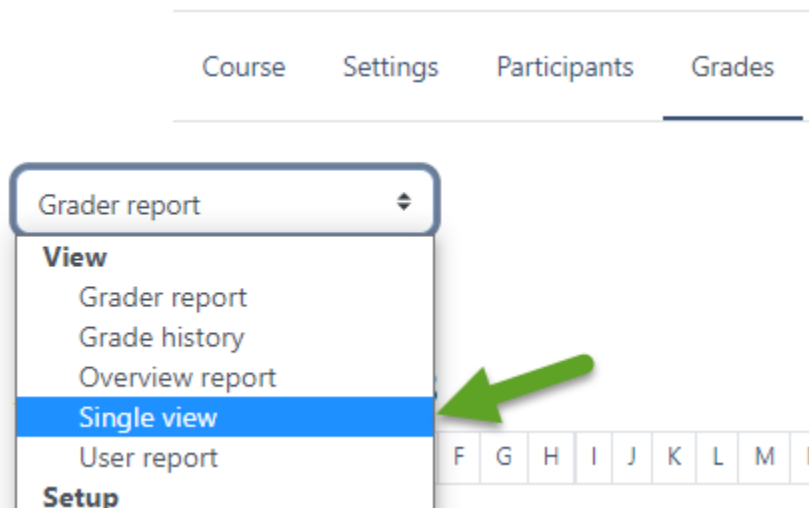 Course Settings Participants Grades
Grader report
View
Grader report
Grade history
Overview report
Single view
User report
F G H I J K L M
Setup